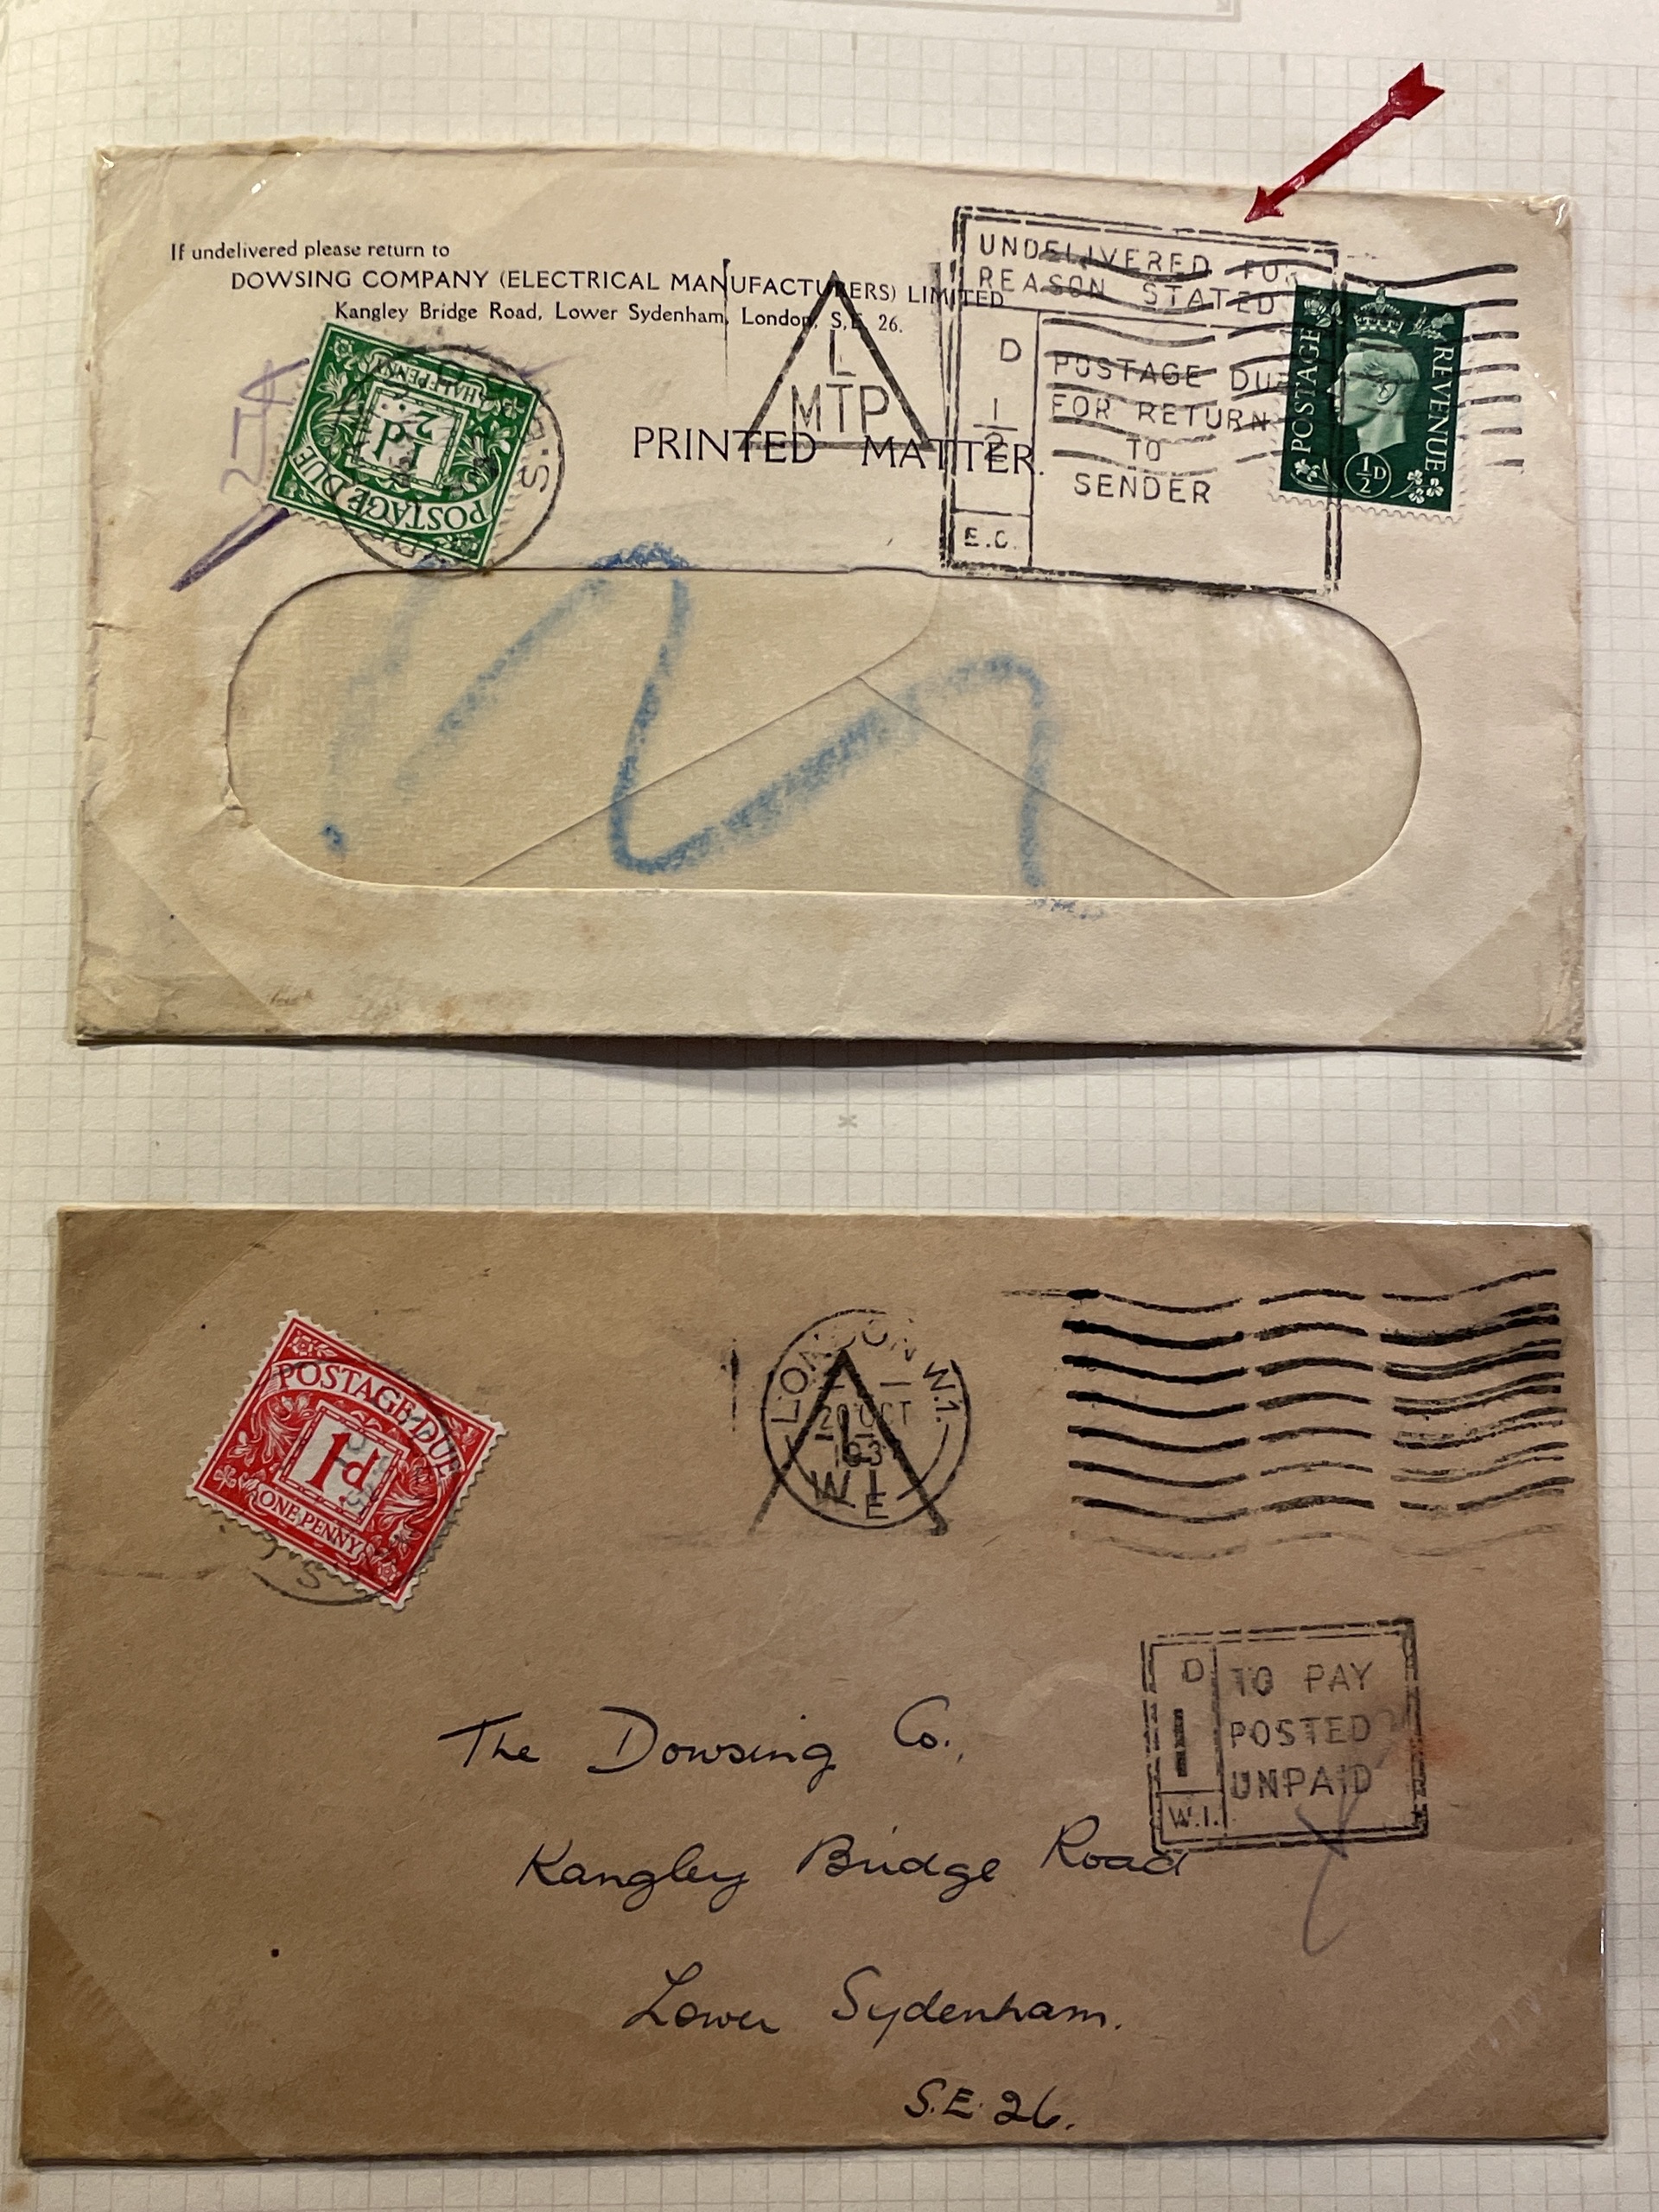 If undelivered please return to
DOWSING COMPANY (ELECTRICAL MANUFACTURERS) LIMITED
Kangley Bridge Road, Lower Sydenham, London, S.E. 26.
L
MTP
PRINTED MATTER.
UNDELIVERED FOR
REASON STATED
D
1/2
E.C.
POSTAGE DUE
FOR RETURN
TO
SENDER
POSTAGE DUE
1/2d
HALFPENNY
POSTAGE REVENUE
1/2D
POSTAGE DUE
1d
ONE PENNY
LONDON W.1.
20 OCT
193
L
W.1
E
D
1
W.1.
TO PAY
POSTED
UNPAID
The Dowsing Co.,
Kangley Bridge Road
Lower Sydenham.
S.E. 26.